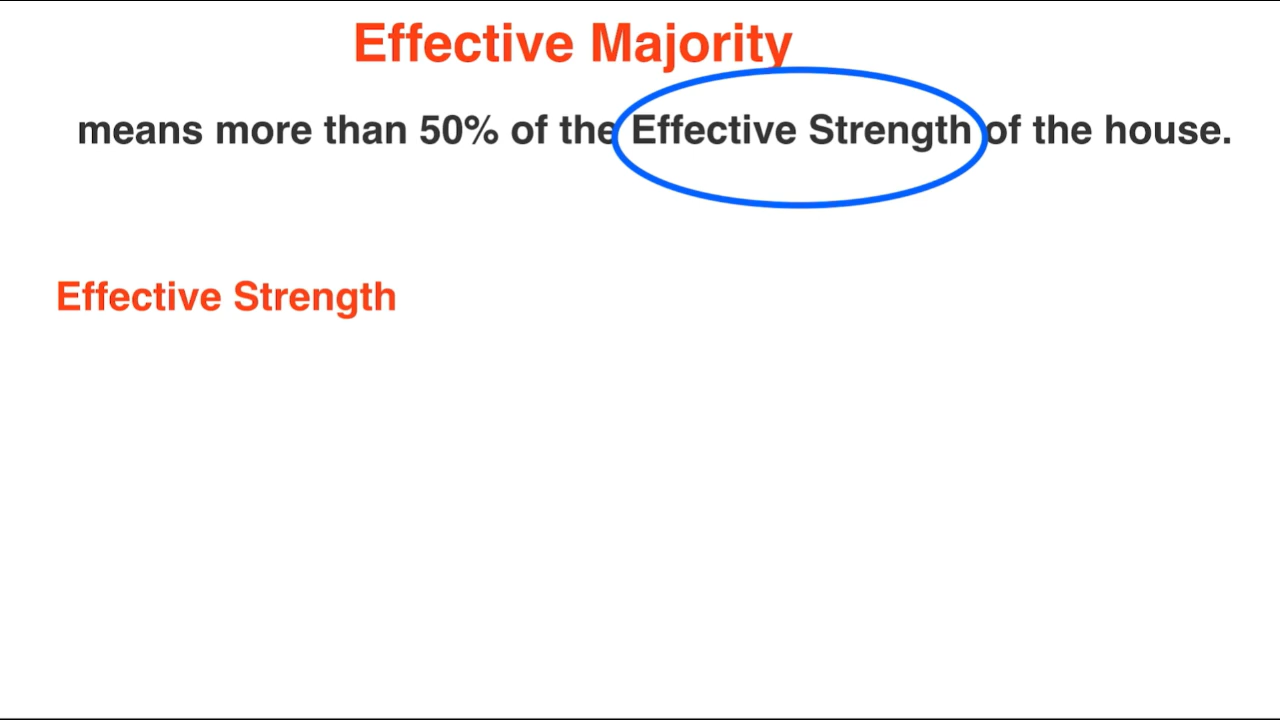 Effective Majority
means more than 50% of the Effective Strength of the house.
Effective Strength